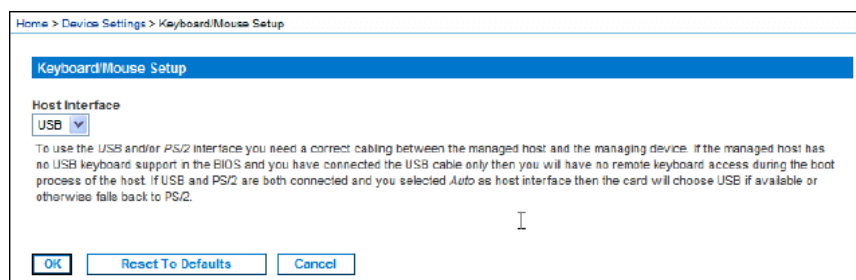 Home > Device Settings > Keyboard/Mouse Setup
Keyboard/Mouse Setup
Host Interface
USB
To use the USB and/or PS/2 interface you need a correct cabling between the managed host and the managing device. If the managed host has
no USB keyboard support in the BIOS and you have connected the USB cable only then you will have no remote keyboard access during the boot
process of the host. If USB and PS/2 are both connected and you selected Auto as host interface then the card will choose USB if available or
otherwise falls back to PS/2.
OK Reset To Defaults Cancel